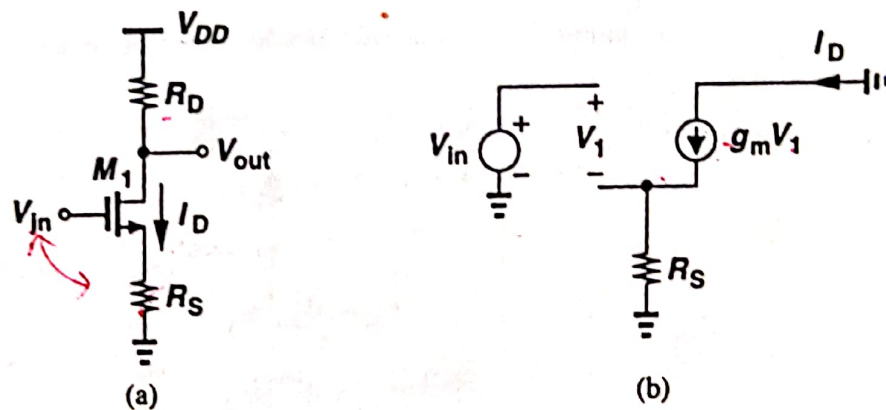 V_DD
R_D
V_out
M_1
V_in
I_D
R_S
(a)
I_D
V_in
+
-
+
V_1
-
g_mV_1
R_S
(b)